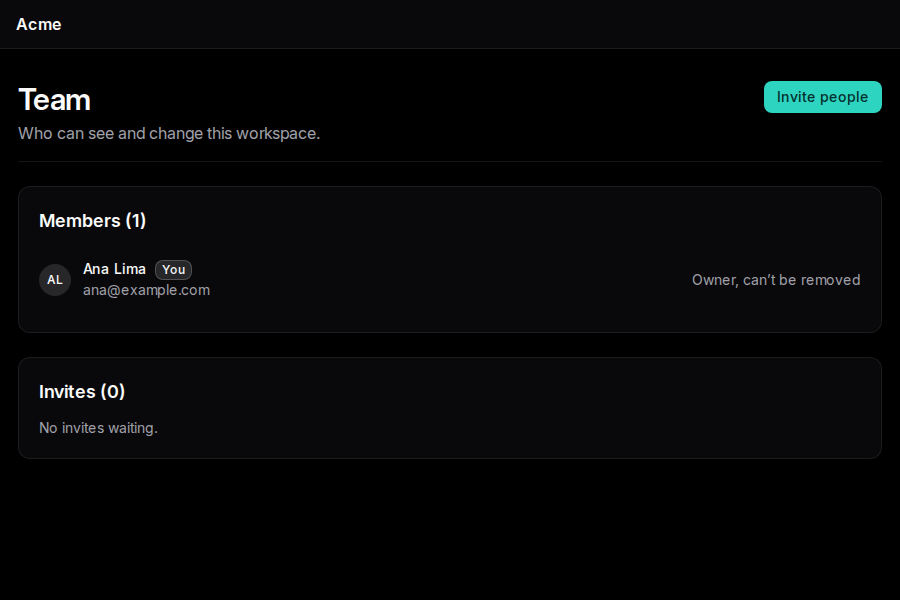 Acme
Team
Invite people
Who can see and change this workspace.
Members (1)
AL
Ana Lima You
ana@example.com
Owner, can’t be removed
Invites (0)
No invites waiting.